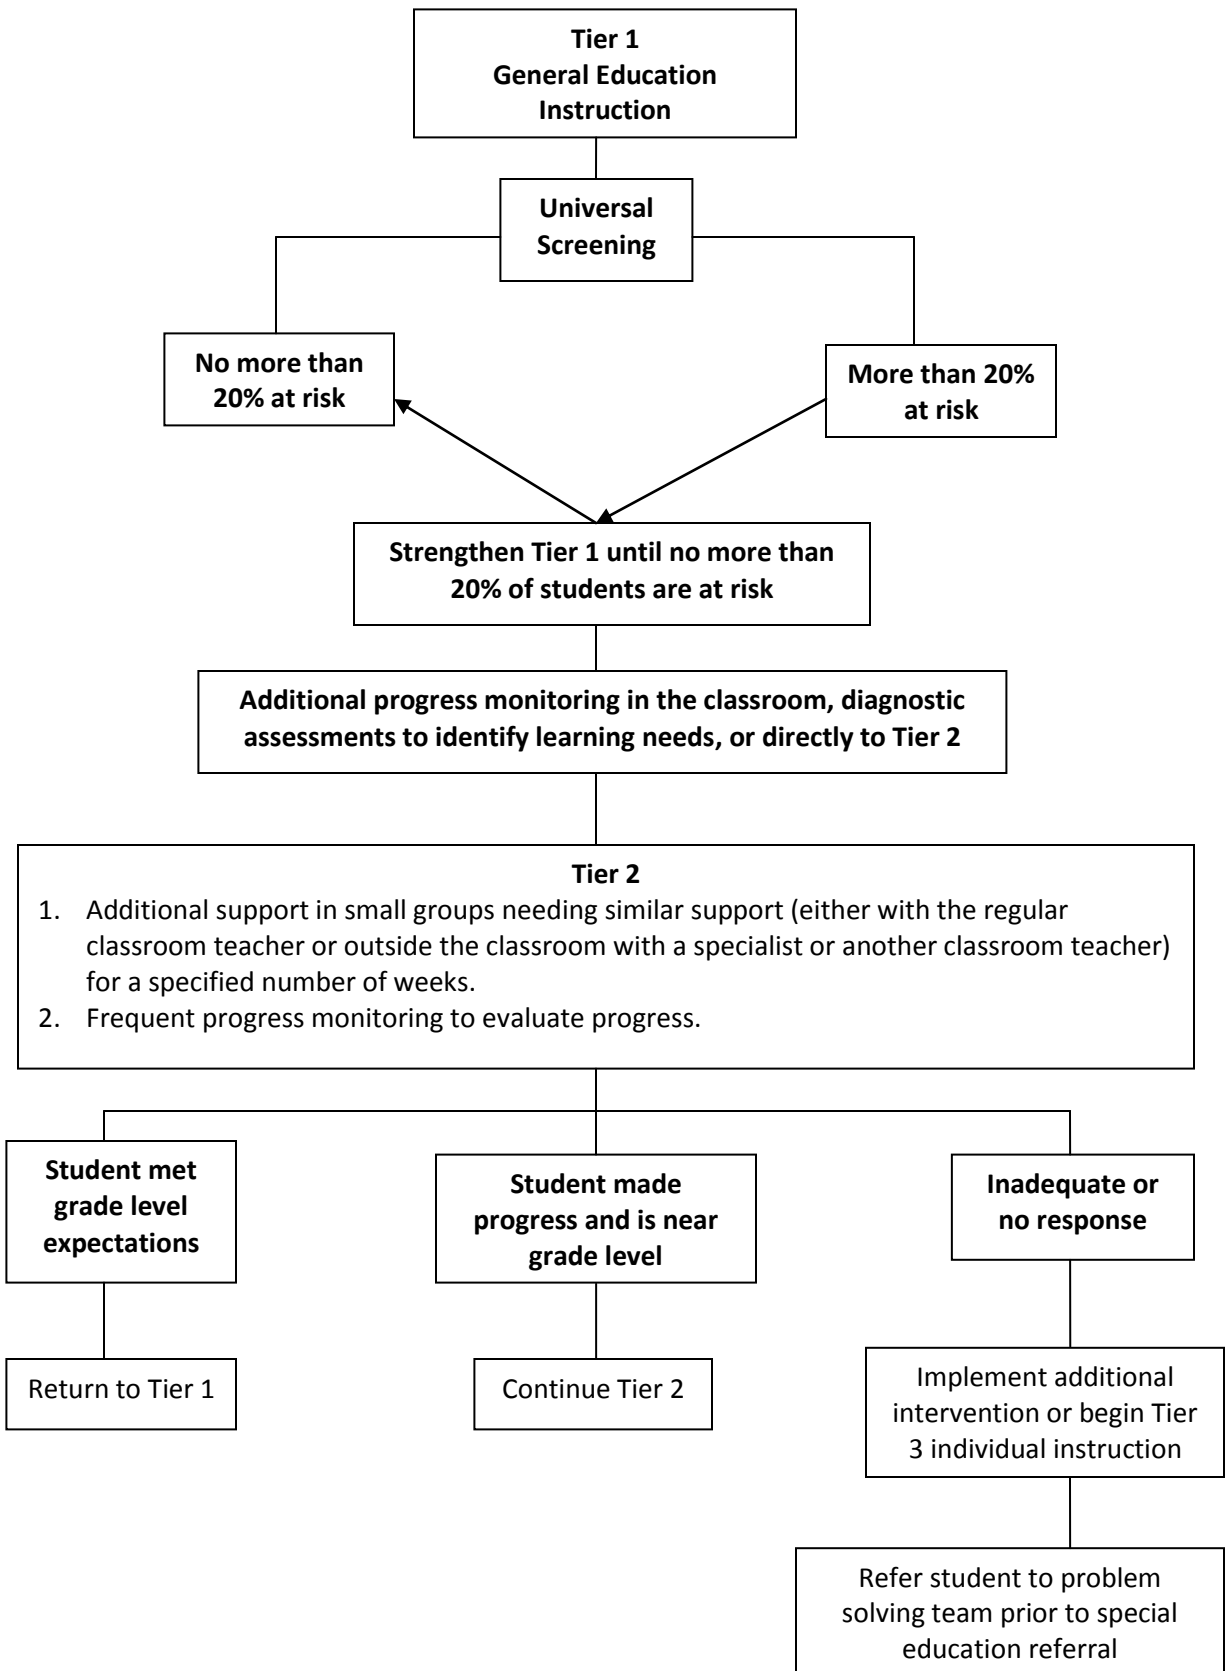 Tier 1
General Education
Instruction
Universal
Screening
No more than
20% at risk
More than 20%
at risk
Strengthen Tier 1 until no more than
20% of students are at risk
Additional progress monitoring in the classroom, diagnostic
assessments to identify learning needs, or directly to Tier 2
Tier 2
1. Additional support in small groups needing similar support (either with the regular
classroom teacher or outside the classroom with a specialist or another classroom teacher)
for a specified number of weeks.
2. Frequent progress monitoring to evaluate progress.
Student met
grade level
expectations
Student made
progress and is near
grade level
Inadequate or
no response
Return to Tier 1
Continue Tier 2
Implement additional
intervention or begin Tier
3 individual instruction
Refer student to problem
solving team prior to special
education referral